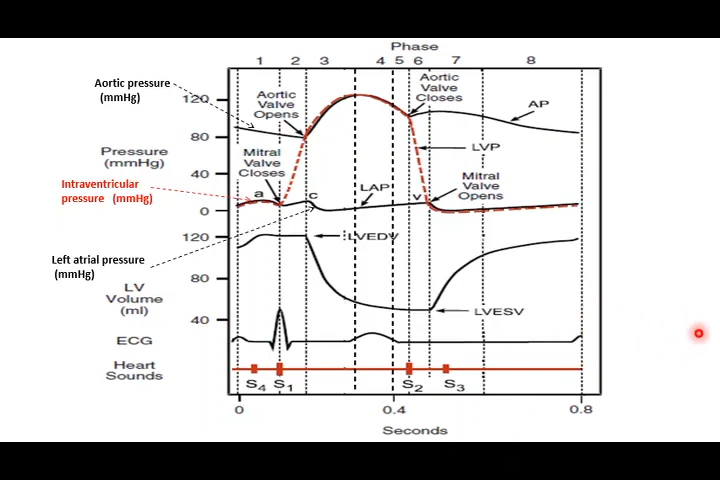 Phase
1 2 3 4 5 6 7 8
Aortic pressure
(mmHg)
120
Aortic
Valve
Opens
Aortic
Valve
Closes
AP
80
Pressure
(mmHg)
Mitral
Valve
Closes
LVP
40
Intraventricular
pressure (mmHg)
a
c
LAP
v
Mitral
Valve
Opens
0
120
LVEDV
Left atrial pressure
(mmHg)
80
LV
Volume
(ml)
LVESV
40
ECG
Heart
Sounds
S4 S1 S2 S3
0 0.4 0.8
Seconds